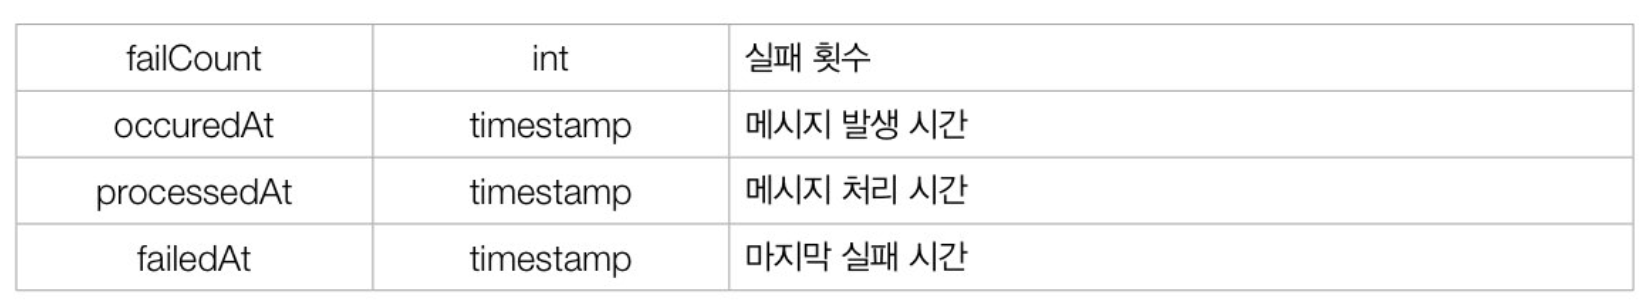 failCount int 실패 횟수
occuredAt timestamp 메시지 발생 시간
processedAt timestamp 메시지 처리 시간
failedAt timestamp 마지막 실패 시간